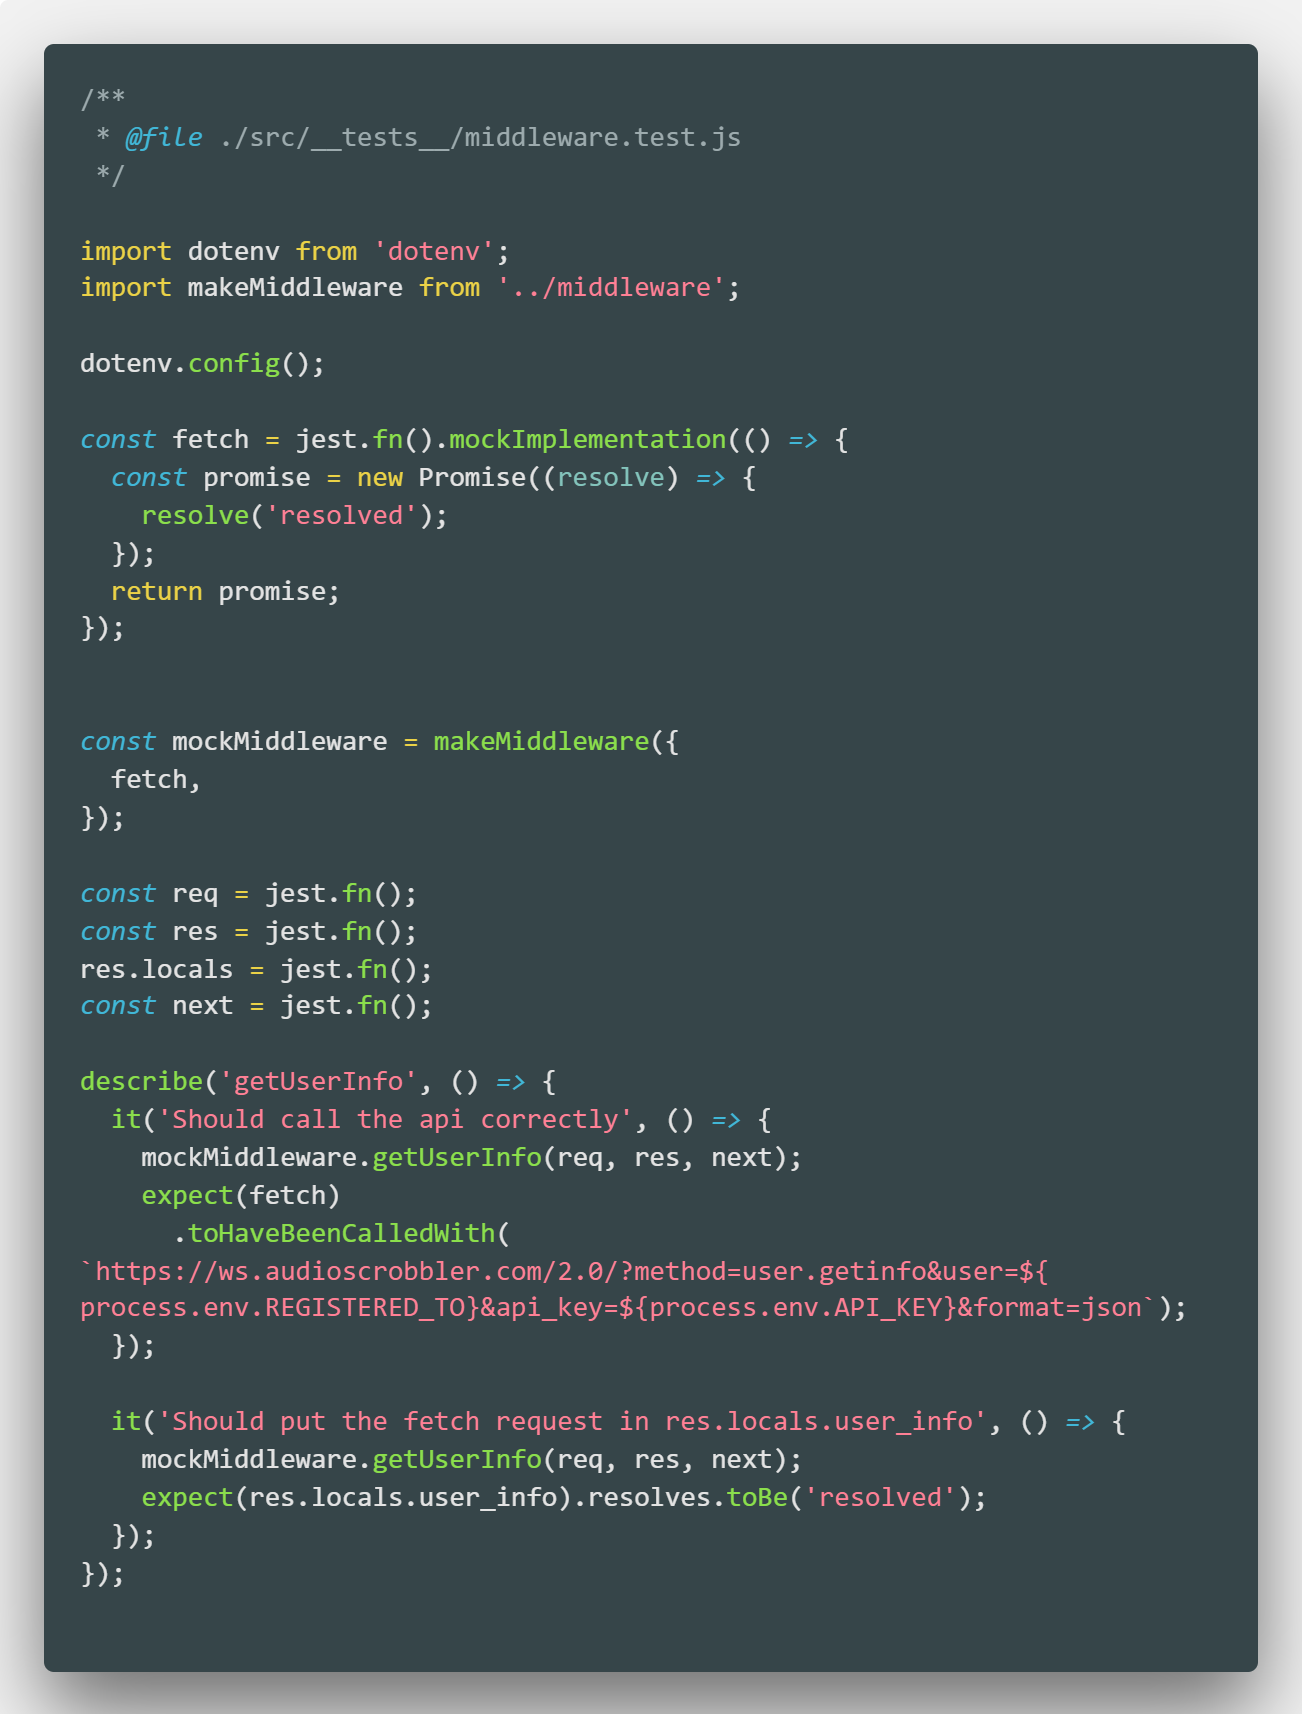 /**
 * @file ./src/__tests__/middleware.test.js
 */

import dotenv from 'dotenv';
import makeMiddleware from '../middleware';

dotenv.config();

const fetch = jest.fn().mockImplementation(() => {
  const promise = new Promise((resolve) => {
    resolve('resolved');
  });
  return promise;
});


const mockMiddleware = makeMiddleware({
  fetch,
});

const req = jest.fn();
const res = jest.fn();
res.locals = jest.fn();
const next = jest.fn();

describe('getUserInfo', () => {
  it('Should call the api correctly', () => {
    mockMiddleware.getUserInfo(req, res, next);
    expect(fetch)
      .toHaveBeenCalledWith(
`https://ws.audioscrobbler.com/2.0/?method=user.getinfo&user=${
process.env.REGISTERED_TO}&api_key=${process.env.API_KEY}&format=json`);
  });

  it('Should put the fetch request in res.locals.user_info', () => {
    mockMiddleware.getUserInfo(req, res, next);
    expect(res.locals.user_info).resolves.toBe('resolved');
  });
});